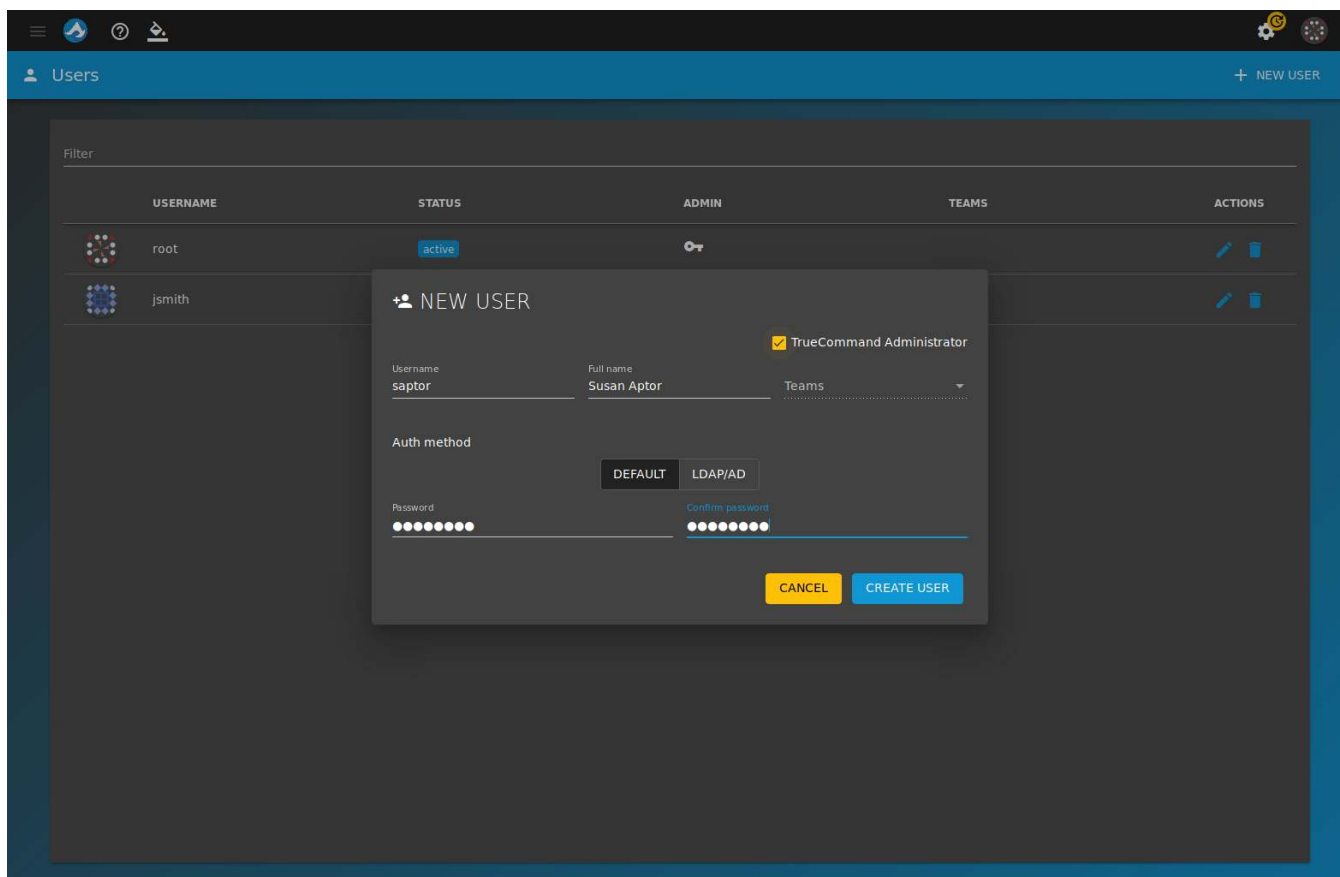 Users
NEW USER
Filter
USERNAME STATUS ADMIN TEAMS ACTIONS
root active
jsmith
NEW USER
TrueCommand Administrator
Username Full name
saptor Susan Aptor Teams
Auth method
DEFAULT LDAP/AD
Password Confirm password
●●●●●●●● ●●●●●●●●
CANCEL CREATE USER